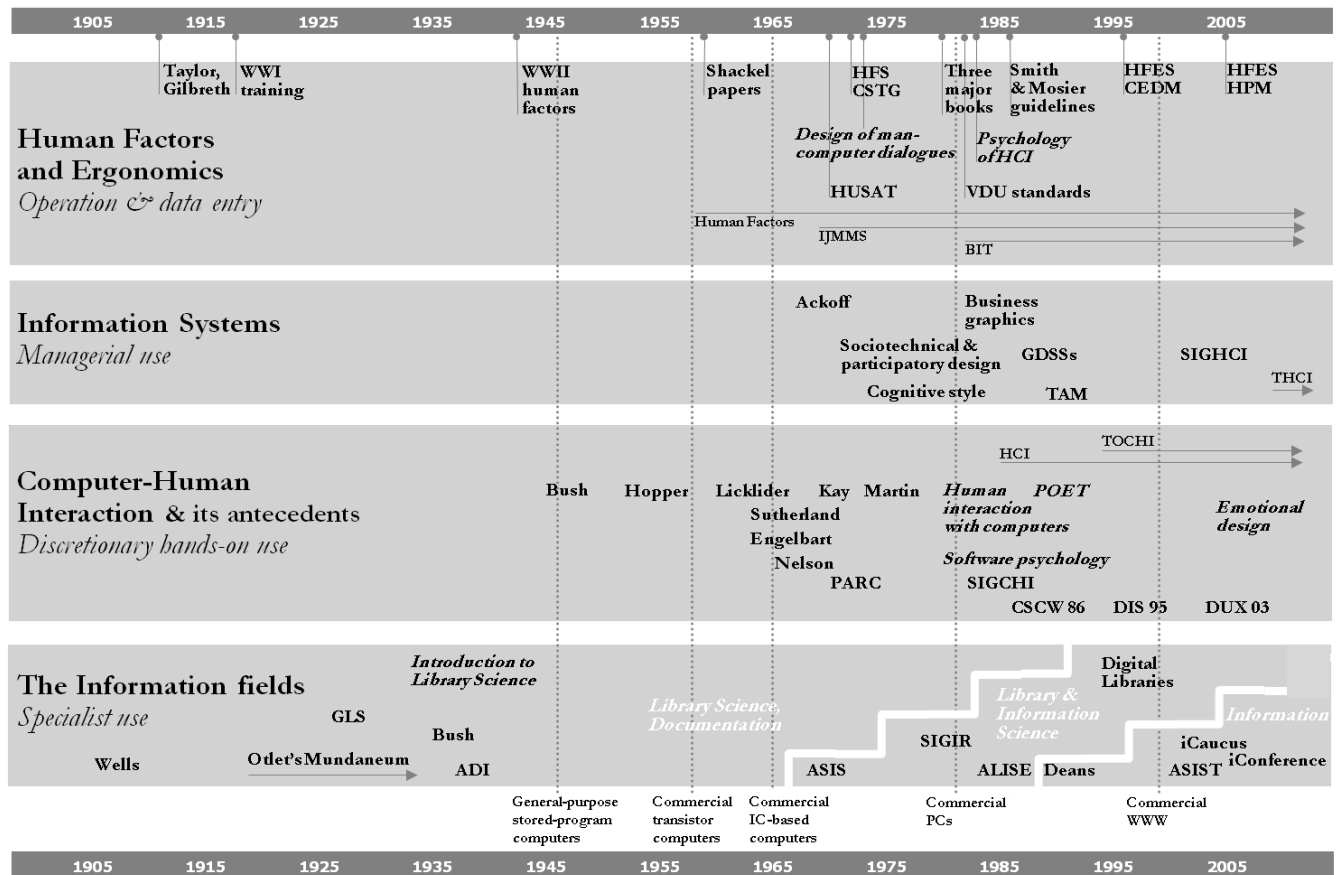 1905 1915 1925 1935 1945 1955 1965 1975 1985 1995 2005
Taylor,
Gilbreth
WWI
training
WWII
human
factors
Shackel
papers
HFS
CSTG
Three
major
books
Smith
& Mosier
guidelines
HFES
CEDM
HFES
HPM
Human Factors
and Ergonomics
Operation & data entry
Design of man-
computer dialogues
Psychology
of HCI
HUSAT
VDU standards
Human Factors
IJMMS
BIT
Information Systems
Managerial use
Ackoff
Business
graphics
Sociotechnical &
participatory design
GDSSs
SIGHCI
Cognitive style
TAM
THCI
Computer-Human
Interaction & its antecedents
Discretionary hands-on use
TOCHI
HCI
Bush
Hopper
Licklider
Kay
Martin
Human
interaction
with computers
POET
Emotional
design
Sutherland
Engelbart
Nelson
Software psychology
PARC
SIGCHI
CSCW 86
DIS 95
DUX 03
The Information fields
Specialist use
Introduction to
Library Science
Library Science,
Documentation
Library &
Information
Science
Digital
Libraries
Information
GLS
Bush
SIGIR
iCaucus
iConference
Wells
Otlet's Mundaneum
ADI
ASIS
ALISE
Deans
ASIST
General-purpose
stored-program
computers
Commercial
transistor
computers
Commercial
IC-based
computers
Commercial
PCs
Commercial
WWW
1905 1915 1925 1935 1945 1955 1965 1975 1985 1995 2005